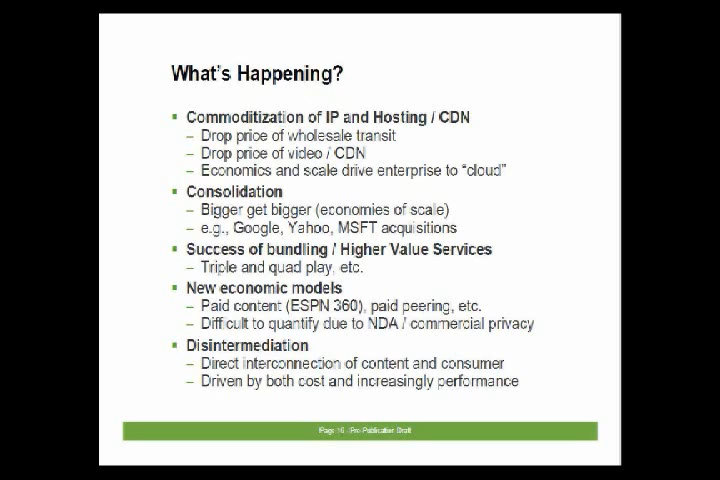 What's Happening?
▪ Commoditization of IP and Hosting / CDN
– Drop price of wholesale transit
– Drop price of video / CDN
– Economics and scale drive enterprise to “cloud”
▪ Consolidation
– Bigger get bigger (economies of scale)
– e.g., Google, Yahoo, MSFT acquisitions
▪ Success of bundling / Higher Value Services
– Triple and quad play, etc.
▪ New economic models
– Paid content (ESPN 360), paid peering, etc.
– Difficult to quantify due to NDA / commercial privacy
▪ Disintermediation
– Direct interconnection of content and consumer
– Driven by both cost and increasingly performance
Page 16 - Pre-Publication Draft